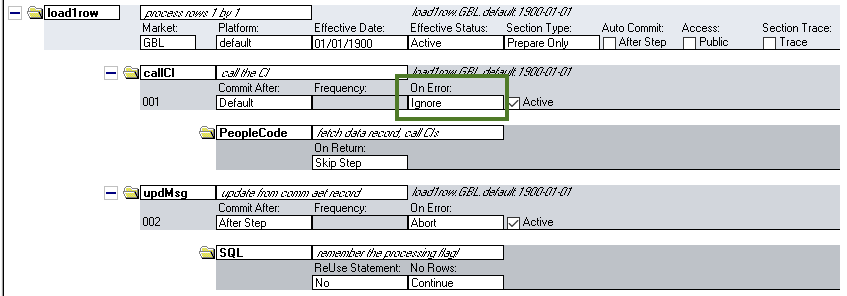 load1row process rows 1 by 1 load1row.GBL.default.1900-01-01
Market: Platform: Effective Date: Effective Status: Section Type: Auto Commit: Access: Section Trace:
GBL default 01/01/1900 Active Prepare Only After Step Public Trace
callCI call the CI load1row.GBL.default.1900-01-01
Commit After: Frequency: On Error:
001 Default Ignore Active
PeopleCode fetch data record, call CIs
On Return:
Skip Step
updMsg update from comm aet record load1row.GBL.default.1900-01-01
Commit After: Frequency: On Error:
002 After Step Abort Active
SQL remember the processing flag!
ReUse Statement: No Rows:
No Continue